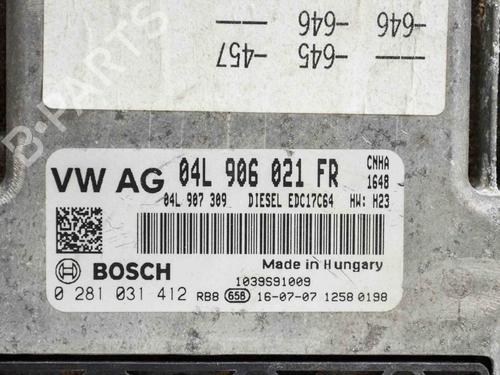 -646 -646
-457 -645 ——
VW AG 04L 906 021 FR CNHA
1648
04L 907 309 DIESEL EDC17C64 HW: H23
BOSCH Made in Hungary
1039S91009
0 281 031 412 RB8 658 16-07-07 1258 0198
B-PARTS